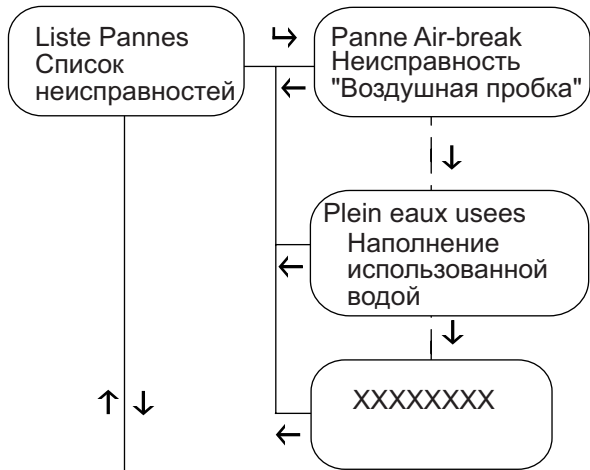 Liste Pannes
Список
неисправностей
Panne Air-break
Неисправность
"Воздушная пробка"
Plein eaux usees
Наполнение
использованной
водой
XXXXXXXX